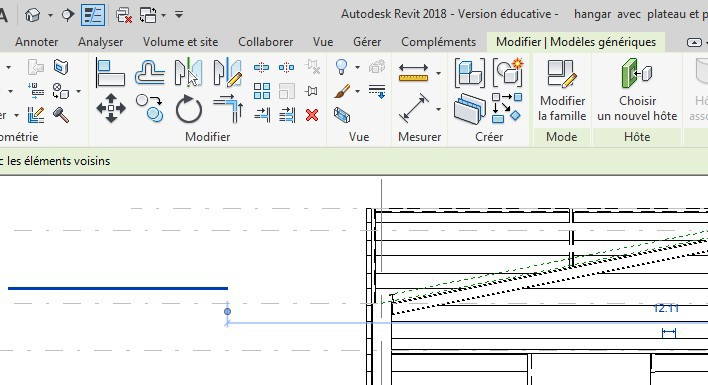 Autodesk Revit 2018 - Version éducative - hangar avec plateau et p
Annoter Analyser Volume et site Collaborer Vue Gérer Compléments Modifier | Modèles génériques
Modifier la famille
Choisir un nouvel hôte
ométrie Modifier Vue Mesurer Créer Mode Hôte
c les éléments voisins
12.11